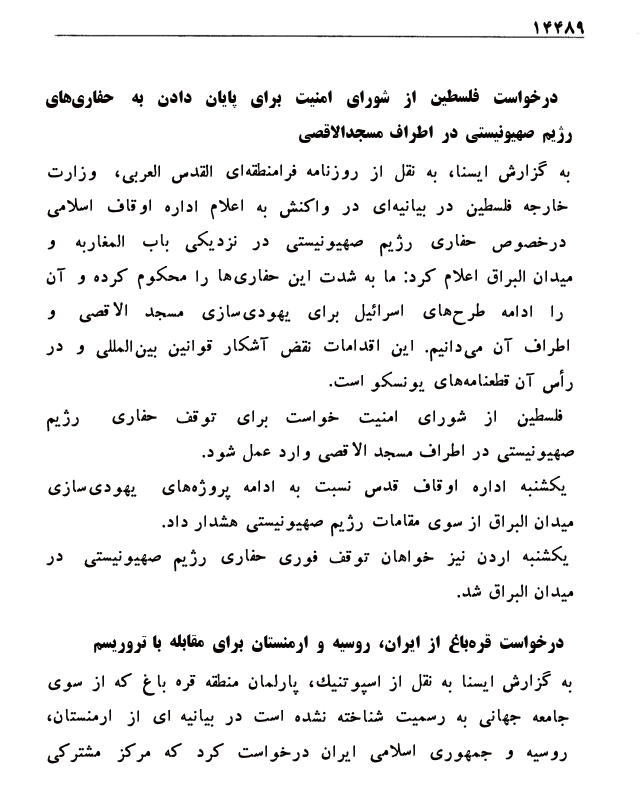 ۱۴۴۸۹
درخواست فلسطین از شورای امنیت برای پایان دادن به حفاری‌های
رژیم صهیونیستی در اطراف مسجدالاقصی
به گزارش ایسنا، به نقل از روزنامه فرامنطقه‌ای القدس العربی، وزارت
خارجه فلسطین در بیانیه‌ای در واکنش به اعلام اداره اوقاف اسلامی
درخصوص حفاری رژیم صهیونیستی در نزدیکی باب المغاربه و
میدان البراق اعلام کرد: ما به شدت این حفاری‌ها را محکوم کرده و آن
را ادامه طرح‌های اسرائیل برای یهودی‌سازی مسجد الاقصی و
اطراف آن می‌دانیم. این اقدامات نقض آشکار قوانین بین‌المللی و در
رأس آن قطعنامه‌های یونسکو است.
فلسطین از شورای امنیت خواست برای توقف حفاری رژیم
صهیونیستی در اطراف مسجد الاقصی وارد عمل شود.
یکشنبه اداره اوقاف قدس نسبت به ادامه پروژه‌های یهودی‌سازی
میدان البراق از سوی مقامات رژیم صهیونیستی هشدار داد.
یکشنبه اردن نیز خواهان توقف فوری حفاری رژیم صهیونیستی در
میدان البراق شد.
درخواست قره‌باغ از ایران، روسیه و ارمنستان برای مقابله با تروریسم
به گزارش ایسنا به نقل از اسپوتنیك، پارلمان منطقه قره باغ که از سوی
جامعه جهانی به رسمیت شناخته نشده است در بیانیه ای از ارمنستان،
روسیه و جمهوری اسلامی ایران درخواست کرد که مرکز مشترکی